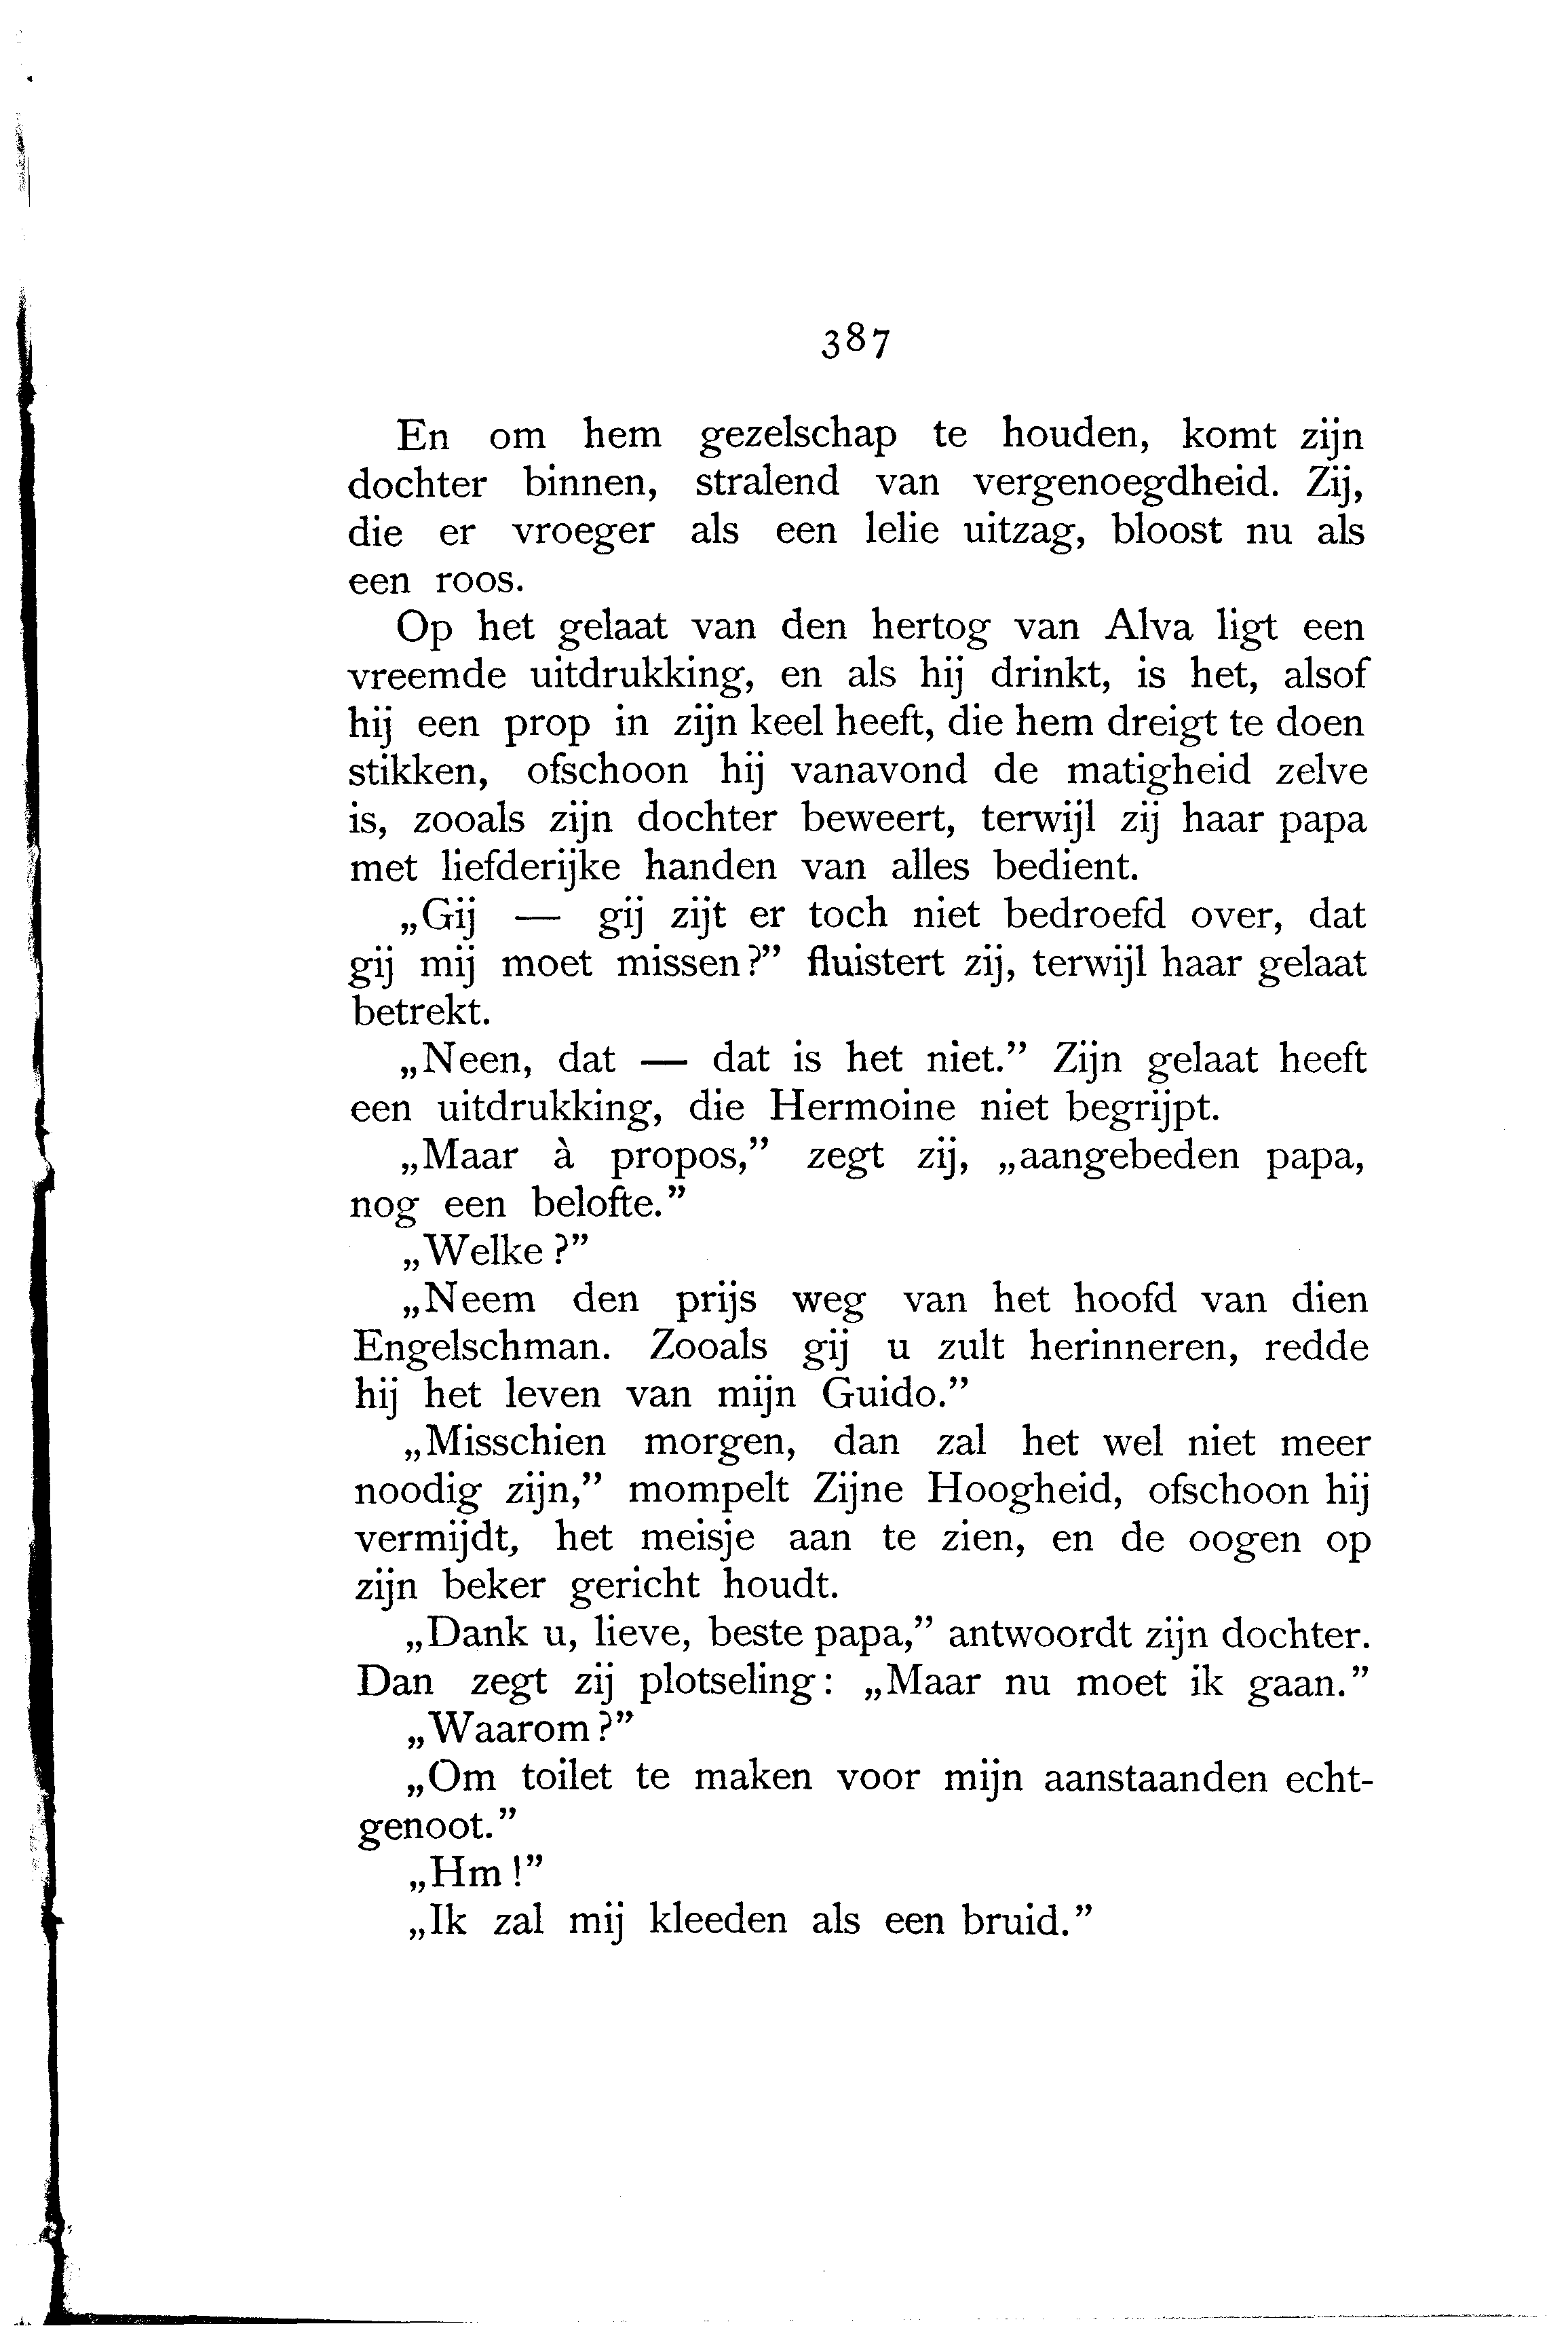 387
En om hem gezelschap te houden, komt zijn
dochter binnen, stralend van vergenoegdheid. Zij,
die er vroeger als een lelie uitzag, bloost nu als
een roos.
Op het gelaat van den hertog van Alva ligt een
vreemde uitdrukking, en als hij drinkt, is het, alsof
hij een prop in zijn keel heeft, die hem dreigt te doen
stikken, ofschoon hij vanavond de matigheid zelve
is, zooals zijn dochter beweert, terwijl zij haar papa
met liefderijke handen van alles bedient.
„Gij — gij zijt er toch niet bedroefd over, dat
gij mij moet missen?” fluistert zij, terwijl haar gelaat
betrekt.
„Neen, dat — dat is het niet.” Zijn gelaat heeft
een uitdrukking, die Hermoine niet begrijpt.
„Maar à propos,” zegt zij, „aangebeden papa,
nog een belofte.”
„Welke?”
„Neem den prijs weg van het hoofd van dien
Engelschman. Zooals gij u zult herinneren, redde
hij het leven van mijn Guido.”
„Misschien morgen, dan zal het wel niet meer
noodig zijn,” mompelt Zijne Hoogheid, ofschoon hij
vermijdt, het meisje aan te zien, en de oogen op
zijn beker gericht houdt.
„Dank u, lieve, beste papa,” antwoordt zijn dochter.
Dan zegt zij plotseling: „Maar nu moet ik gaan.”
„Waarom?”
„Om toilet te maken voor mijn aanstaanden echt-
genoot.”
„Hm!”
„Ik zal mij kleeden als een bruid.”